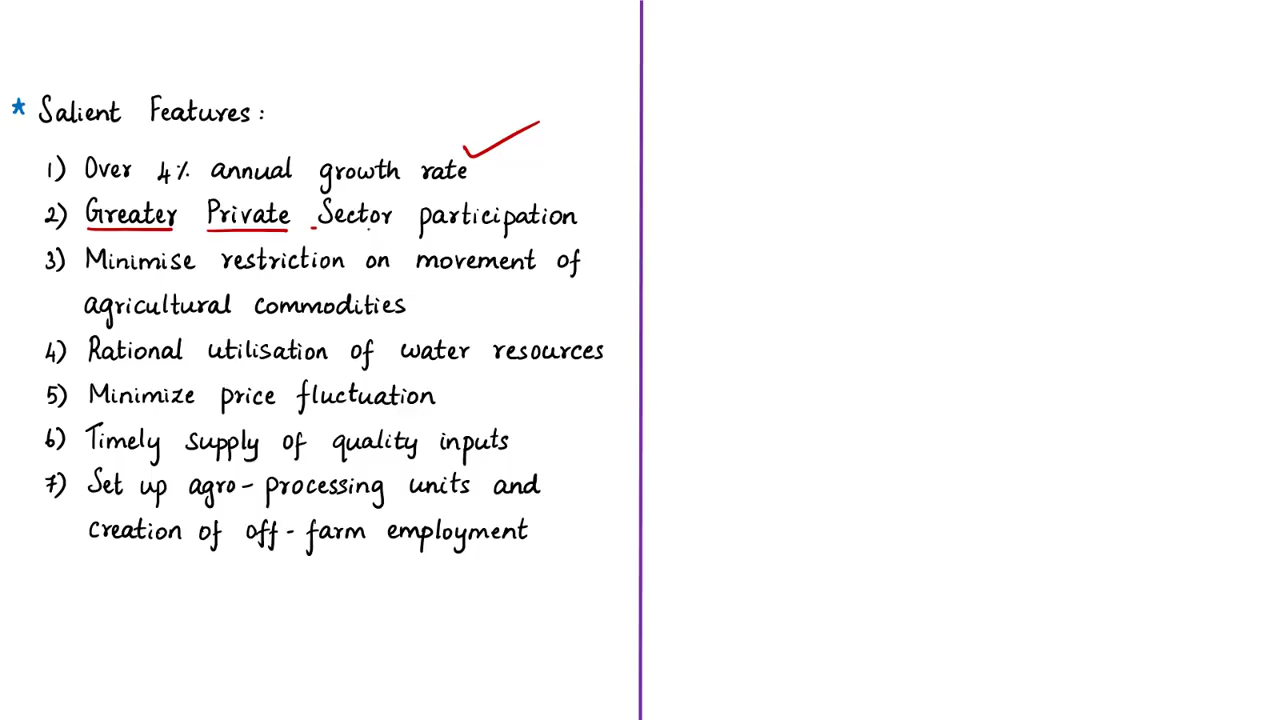 * Salient Features :
1) Over 4% annual growth rate
2) Greater Private Sector participation
3) Minimise restriction on movement of
agricultural commodities
4) Rational utilisation of water resources
5) Minimize price fluctuation
6) Timely supply of quality inputs
7) Set up agro - processing units and
creation of off - farm employment